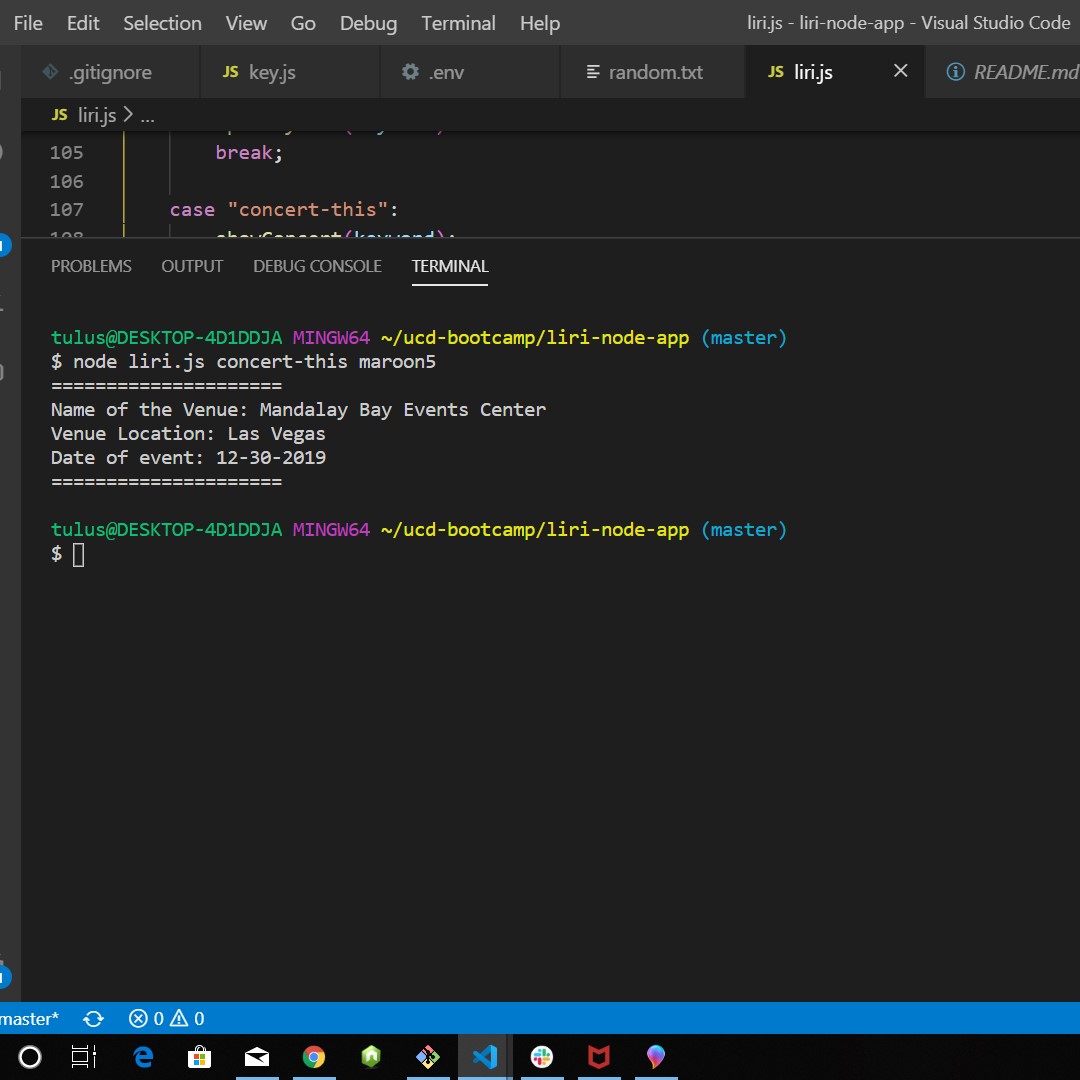 File Edit Selection View Go Debug Terminal Help liri.js - liri-node-app - Visual Studio Code
.gitignore JS key.js .env random.txt JS liri.js README.md
JS liri.js > ...
105 break;
106
107 case "concert-this":
108 showConcert(keyword);
PROBLEMS OUTPUT DEBUG CONSOLE TERMINAL
tulus@DESKTOP-4D1DDJA MINGW64 ~/ucd-bootcamp/liri-node-app (master)
$ node liri.js concert-this maroon5
=====================
Name of the Venue: Mandalay Bay Events Center
Venue Location: Las Vegas
Date of event: 12-30-2019
=====================
tulus@DESKTOP-4D1DDJA MINGW64 ~/ucd-bootcamp/liri-node-app (master)
$
master* 0 0